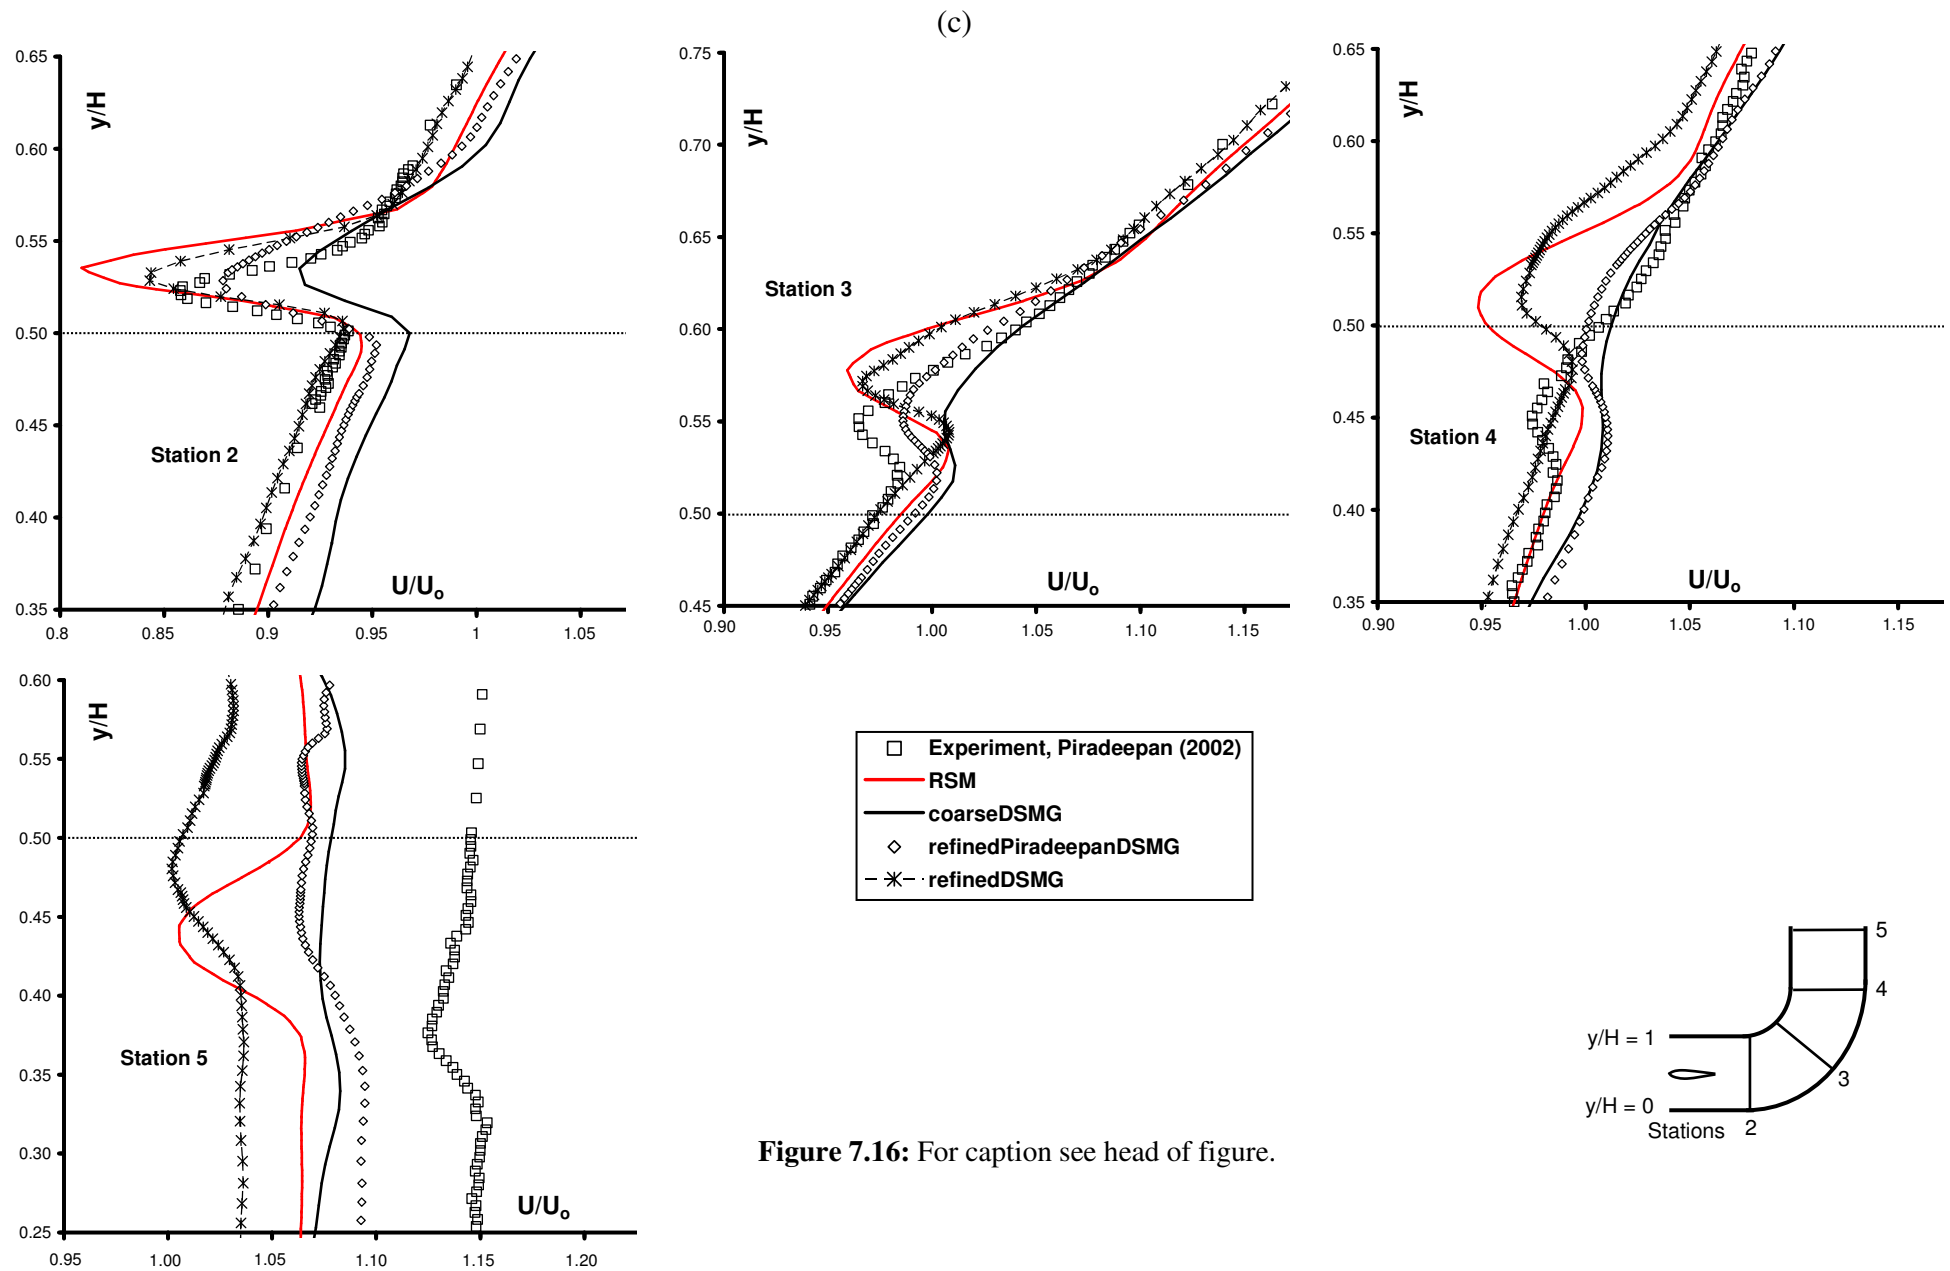 (c)
0.65
0.60
0.55
0.50
0.45
0.40
0.35
y/H
Station 2
U/Uo
0.8 0.85 0.9 0.95 1 1.05
0.75
0.70
0.65
0.60
0.55
0.50
0.45
y/H
Station 3
U/Uo
0.90 0.95 1.00 1.05 1.10 1.15
0.65
0.60
0.55
0.50
0.45
0.40
0.35
y/H
Station 4
U/Uo
0.90 0.95 1.00 1.05 1.10 1.15
0.60
0.55
0.50
0.45
0.40
0.35
0.30
0.25
y/H
Station 5
U/Uo
0.95 1.00 1.05 1.10 1.15 1.20
Experiment, Piradeepan (2002)
RSM
coarseDSMG
refinedPiradeepanDSMG
refinedDSMG
5
4
y/H = 1
3
y/H = 0
Stations 2
Figure 7.16: For caption see head of figure.